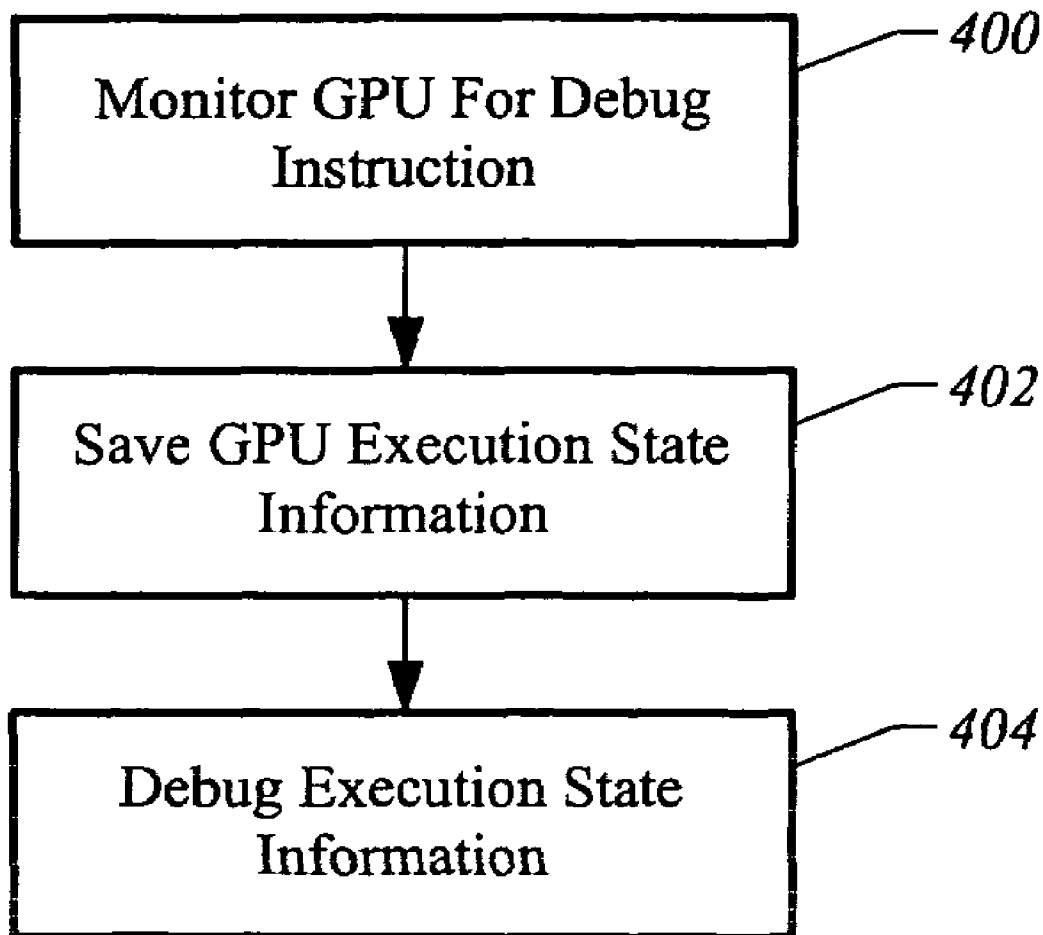 400
Monitor GPU For Debug
Instruction
402
Save GPU Execution State
Information
404
Debug Execution State
Information